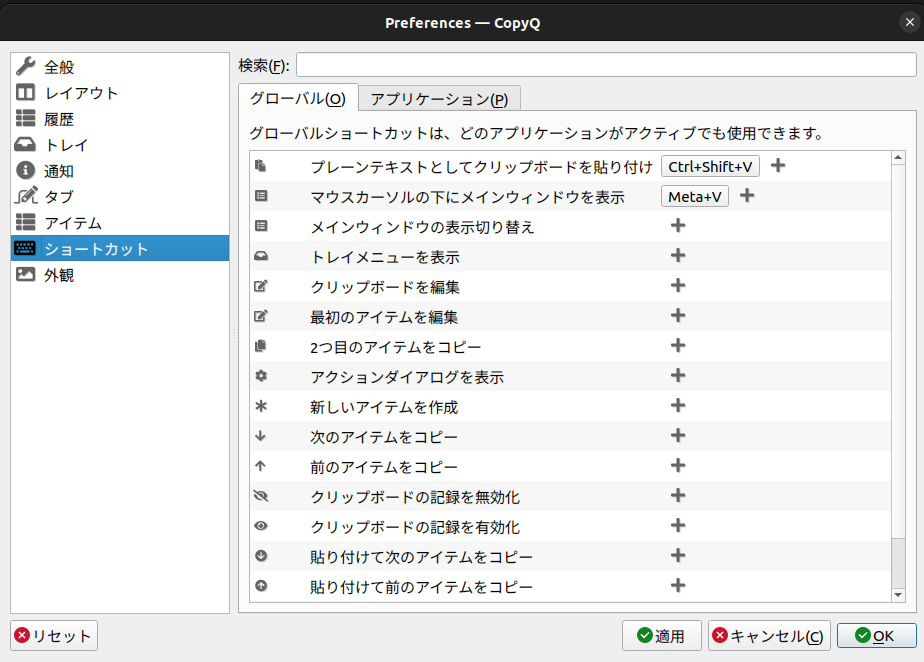 Preferences — CopyQ
全般
レイアウト
履歴
トレイ
通知
タブ
アイテム
ショートカット
外観
検索(F):
グローバル(O) アプリケーション(P)
グローバルショートカットは、どのアプリケーションがアクティブでも使用できます。
プレーンテキストとしてクリップボードを貼り付け Ctrl+Shift+V
マウスカーソルの下にメインウィンドウを表示 Meta+V
メインウィンドウの表示切り替え
トレイメニューを表示
クリップボードを編集
最初のアイテムを編集
2つ目のアイテムをコピー
アクションダイアログを表示
新しいアイテムを作成
次のアイテムをコピー
前のアイテムをコピー
クリップボードの記録を無効化
クリップボードの記録を有効化
貼り付けて次のアイテムをコピー
貼り付けて前のアイテムをコピー
リセット 適用 キャンセル(C) OK